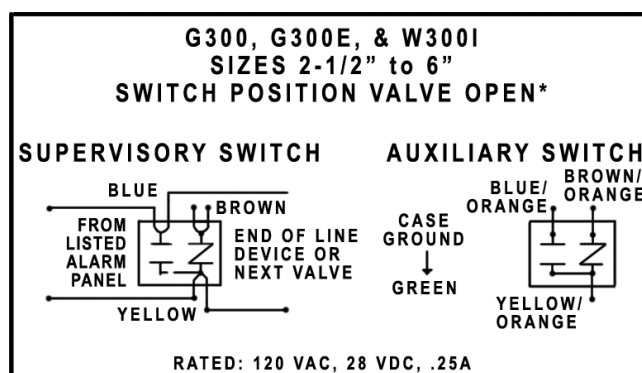 G300, G300E, & W300I
SIZES 2-1/2" to 6"
SWITCH POSITION VALVE OPEN*
SUPERVISORY SWITCH
BLUE
BROWN
FROM
LISTED
ALARM
PANEL
END OF LINE
DEVICE OR
NEXT VALVE
YELLOW
AUXILIARY SWITCH
BLUE/
ORANGE
BROWN/
ORANGE
CASE
GROUND
GREEN
YELLOW/
ORANGE
RATED: 120 VAC, 28 VDC, .25A